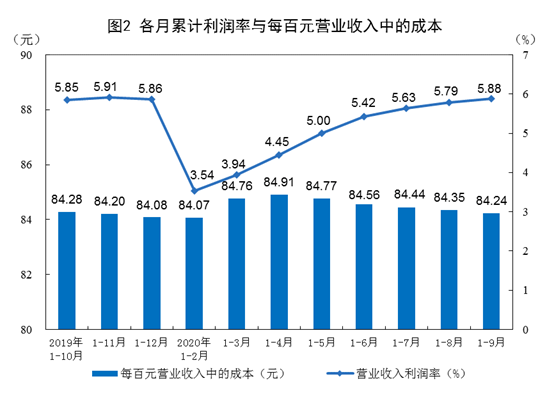 图2 各月累计利润率与每百元营业收入中的成本
（元） （%）
90 7
88 6
86 5
84 4
82 3
80 2
1
0
5.85 5.91 5.86 3.54 3.94 4.45 5.00 5.42 5.63 5.79 5.88
84.28 84.20 84.08 84.07 84.76 84.91 84.77 84.56 84.44 84.35 84.24
2019年 1-11月 1-12月 2020年 1-3月 1-4月 1-5月 1-6月 1-7月 1-8月 1-9月
1-10月 1-2月
每百元营业收入中的成本（元） 营业收入利润率（%）